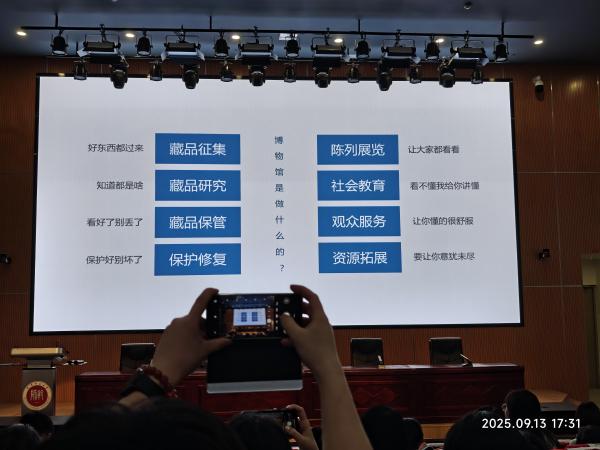 博物馆是做什么的？
好东西都过来 藏品征集
知道都是啥 藏品研究
看好了别丢了 藏品保管
保护好别坏了 保护修复
陈列展览 让大家都看看
社会教育 看不懂我给你讲懂
观众服务 让你懂的很舒服
资源拓展 要让你意犹未尽
2025.09.13 17:31